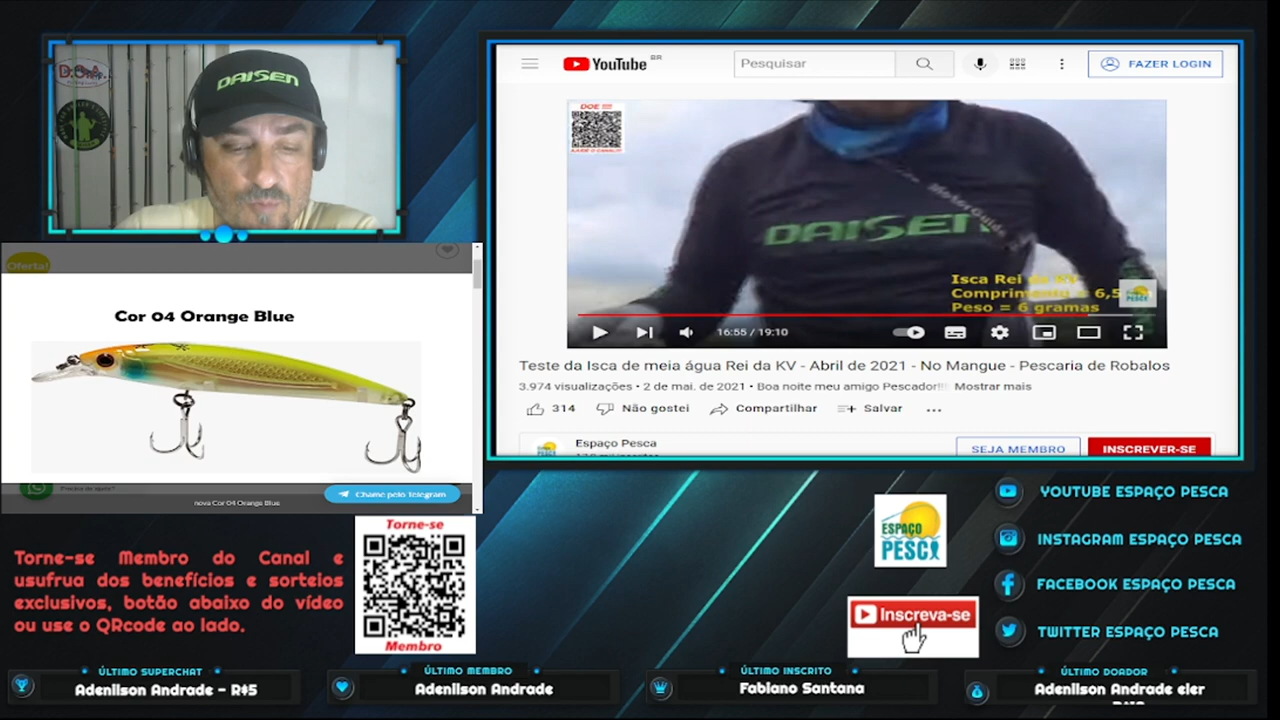 D.O.A
DAISEN
Oferta!
Cor 04 Orange Blue
Precisa de ajuda?
nova Cor 04 Orange Blue
Chame pelo Telegram
YouTube BR
Pesquisar
FAZER LOGIN
DOE
DAISEN
MotorGuide
Isca Rei da KV
Comprimento = 6,5
Peso = 6 gramas
16:55 / 19:10
Teste da Isca de meia água Rei da KV - Abril de 2021 - No Mangue - Pescaria de Robalos
3.974 visualizações • 2 de mai. de 2021 • Boa noite meu amigo Pescador!!! Mostrar mais
314 Não gostei Compartilhar Salvar ...
Espaço Pesca
SEJA MEMBRO INSCREVER-SE
Torne-se Membro do Canal e
usufrua dos benefícios e sorteios
exclusivos, botão abaixo do vídeo
ou use o QRcode ao lado.
Torne-se
Membro
ESPAÇO
PESCA
Inscreva-se
YOUTUBE ESPAÇO PESCA
INSTAGRAM ESPAÇO PESCA
FACEBOOK ESPAÇO PESCA
TWITTER ESPAÇO PESCA
ÚLTIMO SUPERCHAT
Adenilson Andrade - R$5
ÚLTIMO MEMBRO
Adenilson Andrade
ÚLTIMO INSCRITO
Fabiano Santana
ÚLTIMO DOADOR
Adenilson Andrade eler